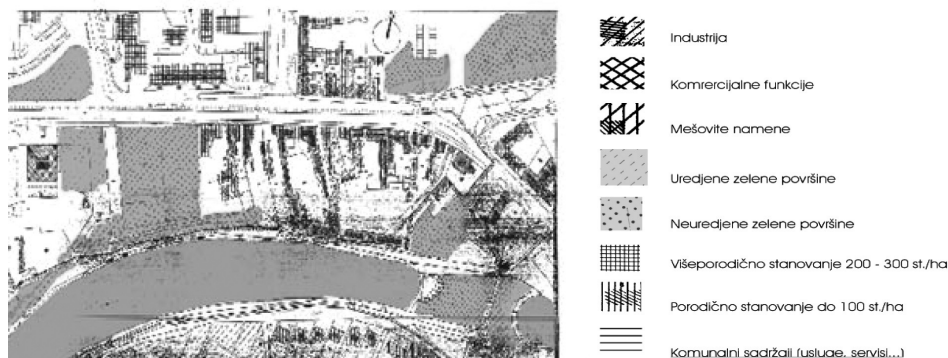 Industrija
Komrercijalne funkcije
Mešovite namene
Uredjene zelene površine
Neuredjene zelene površine
Višeporodično stanovanje 200 - 300 st./ha
Porodično stanovanje do 100 st./ha
Komunalni sadržaji (usluge, servisi...)